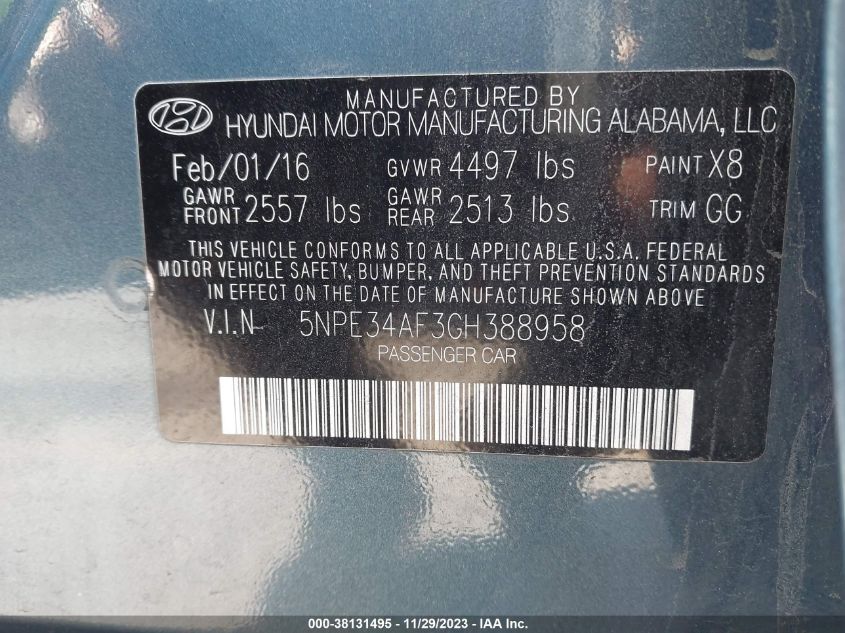 MANUFACTURED BY
HYUNDAI MOTOR MANUFACTURING ALABAMA, LLC
Feb/01/16 GVWR 4497 lbs PAINT X8
GAWR FRONT 2557 lbs GAWR REAR 2513 lbs TRIM GG
THIS VEHICLE CONFORMS TO ALL APPLICABLE U.S.A. FEDERAL
MOTOR VEHICLE SAFETY, BUMPER, AND THEFT PREVENTION STANDARDS
IN EFFECT ON THE DATE OF MANUFACTURE SHOWN ABOVE
V.I.N 5NPE34AF3GH388958
PASSENGER CAR
000-38131495 - 11/29/2023 - IAA Inc.